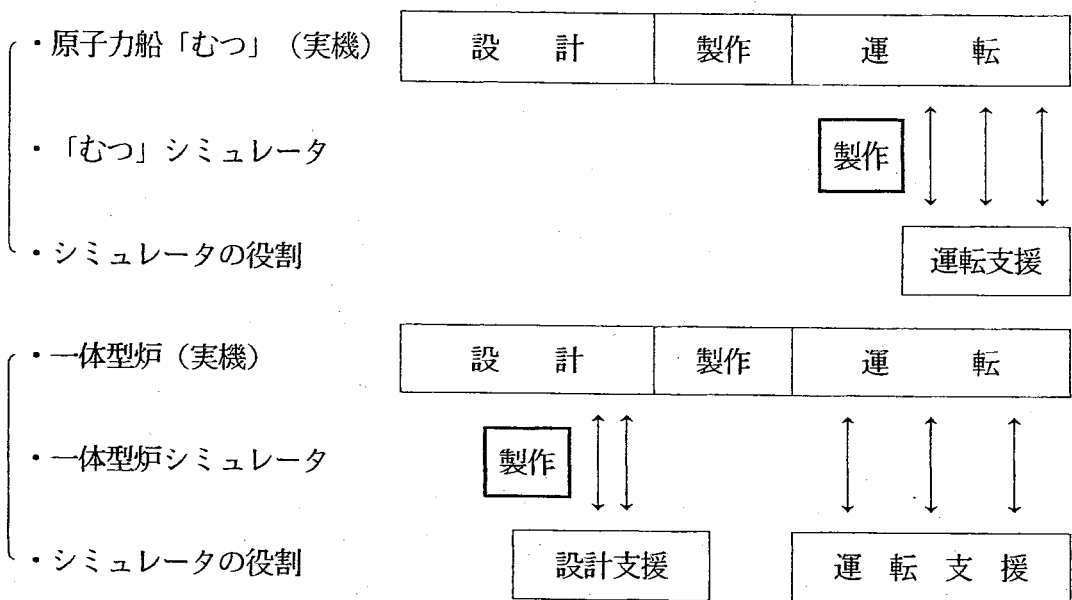 ・原子力船「むつ」（実機） 設 計 製作 運 転
・「むつ」シミュレータ 製作
・シミュレータの役割 運転支援
・一体型炉（実機） 設 計 製作 運 転
・一体型炉シミュレータ 製作
・シミュレータの役割 設計支援 運 転 支 援